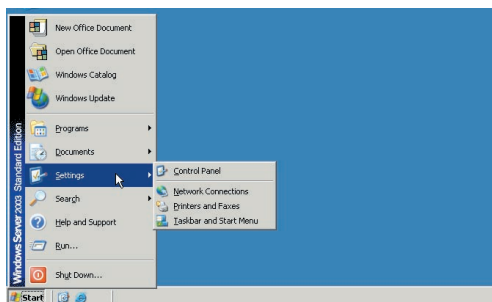 New Office Document
Open Office Document
Windows Catalog
Windows Update
Programs
Documents
Settings
Search
Help and Support
Run...
Shut Down...
Control Panel
Network Connections
Printers and Faxes
Taskbar and Start Menu
Windows Server 2003 Standard Edition
Start